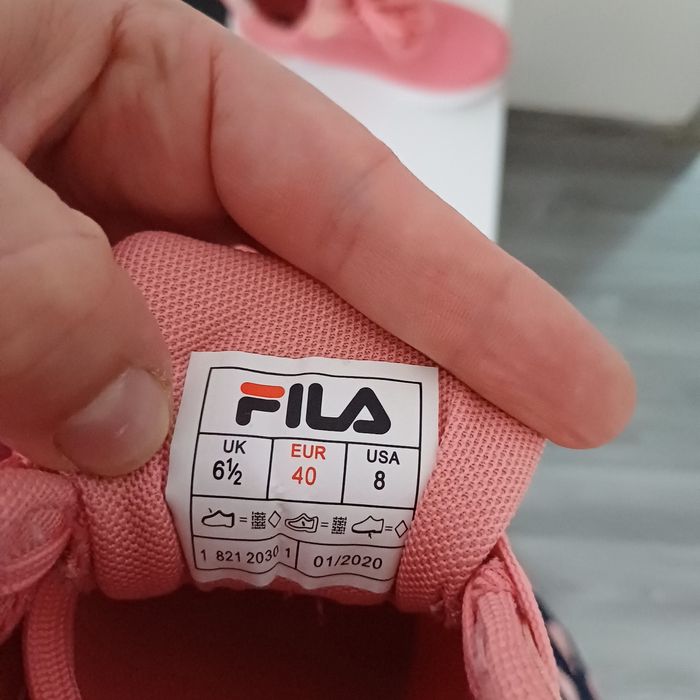 FILA
UK EUR USA
6½ 40 8
= = =
1 821 2030 1 01/2020